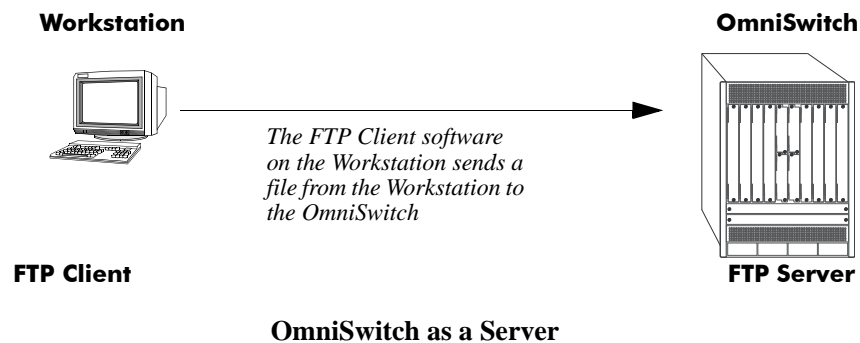 Workstation
OmniSwitch
The FTP Client software
on the Workstation sends a
file from the Workstation to
the OmniSwitch
FTP Client
FTP Server
OmniSwitch as a Server